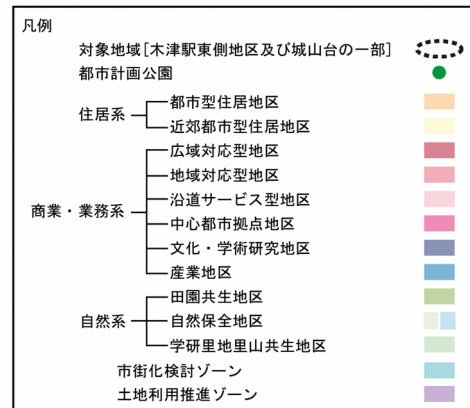 凡例
対象地域[木津駅東側地区及び城山台の一部]
都市計画公園
住居系
都市型住居地区
近郊都市型住居地区
商業・業務系
広域対応型地区
地域対応型地区
沿道サービス型地区
中心都市拠点地区
文化・学術研究地区
産業地区
自然系
田園共生地区
自然保全地区
学研里地里山共生地区
市街化検討ゾーン
土地利用推進ゾーン